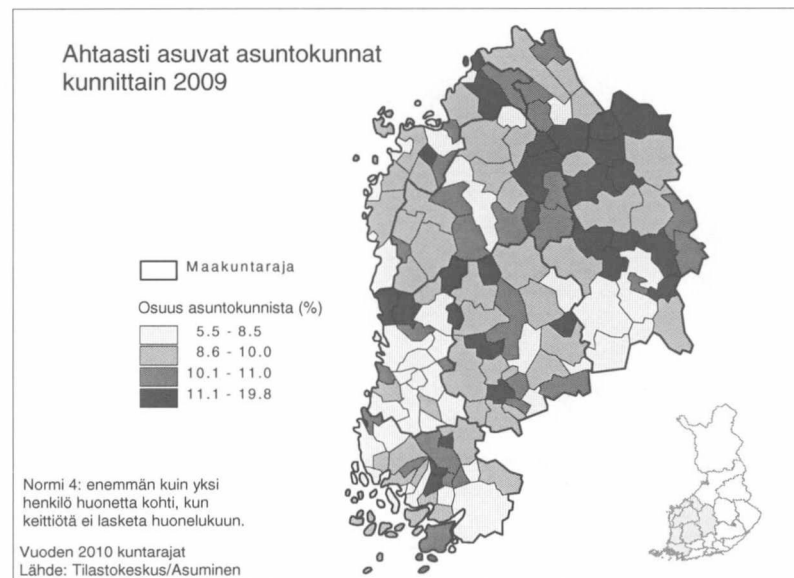 Ahtaasti asuvat asuntokunnat
kunnittain 2009
Maakuntaraja
Osuus asuntokunnista (%)
5.5 - 8.5
8.6 - 10.0
10.1 - 11.0
11.1 - 19.8
Normi 4: enemmän kuin yksi
henkilö huonetta kohti, kun
keittiötä ei lasketa huonelukuun.
Vuoden 2010 kuntarajat
Lähde: Tilastokeskus/Asuminen